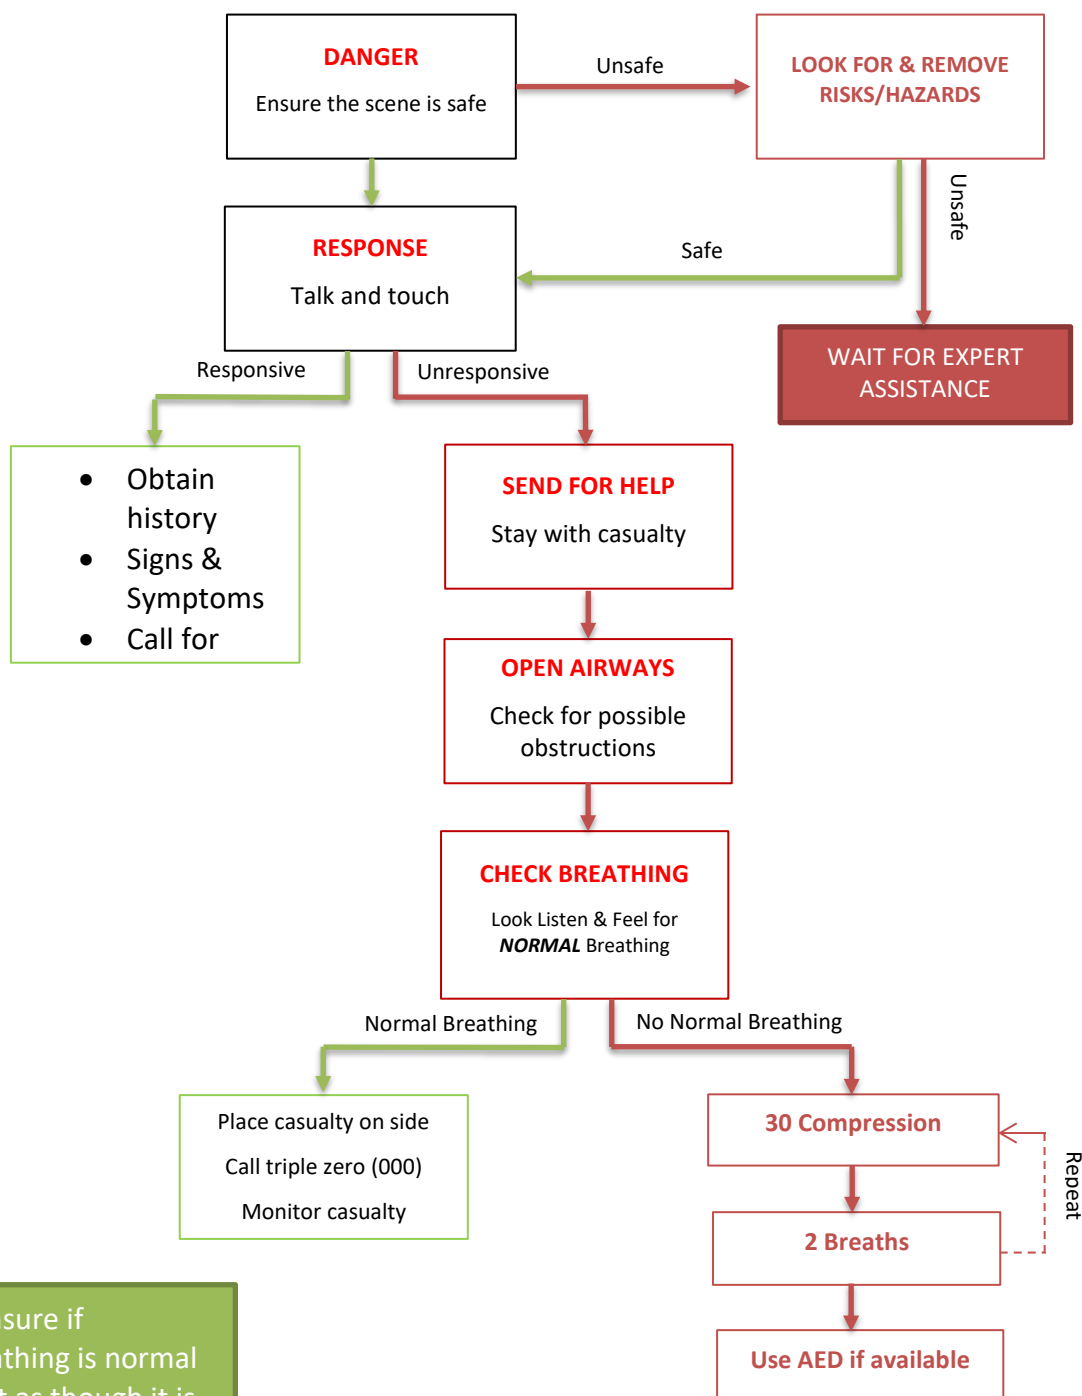 DANGER
Ensure the scene is safe
Unsafe
LOOK FOR & REMOVE
RISKS/HAZARDS
Unsafe
Safe
RESPONSE
Talk and touch
WAIT FOR EXPERT
ASSISTANCE
Responsive
Unresponsive
• Obtain
history
• Signs &
Symptoms
• Call for
SEND FOR HELP
Stay with casualty
OPEN AIRWAYS
Check for possible
obstructions
CHECK BREATHING
Look Listen & Feel for
NORMAL Breathing
Normal Breathing
No Normal Breathing
Place casualty on side
Call triple zero (000)
Monitor casualty
30 Compression
Repeat
2 Breaths
Use AED if available
if
is normal
as though it is